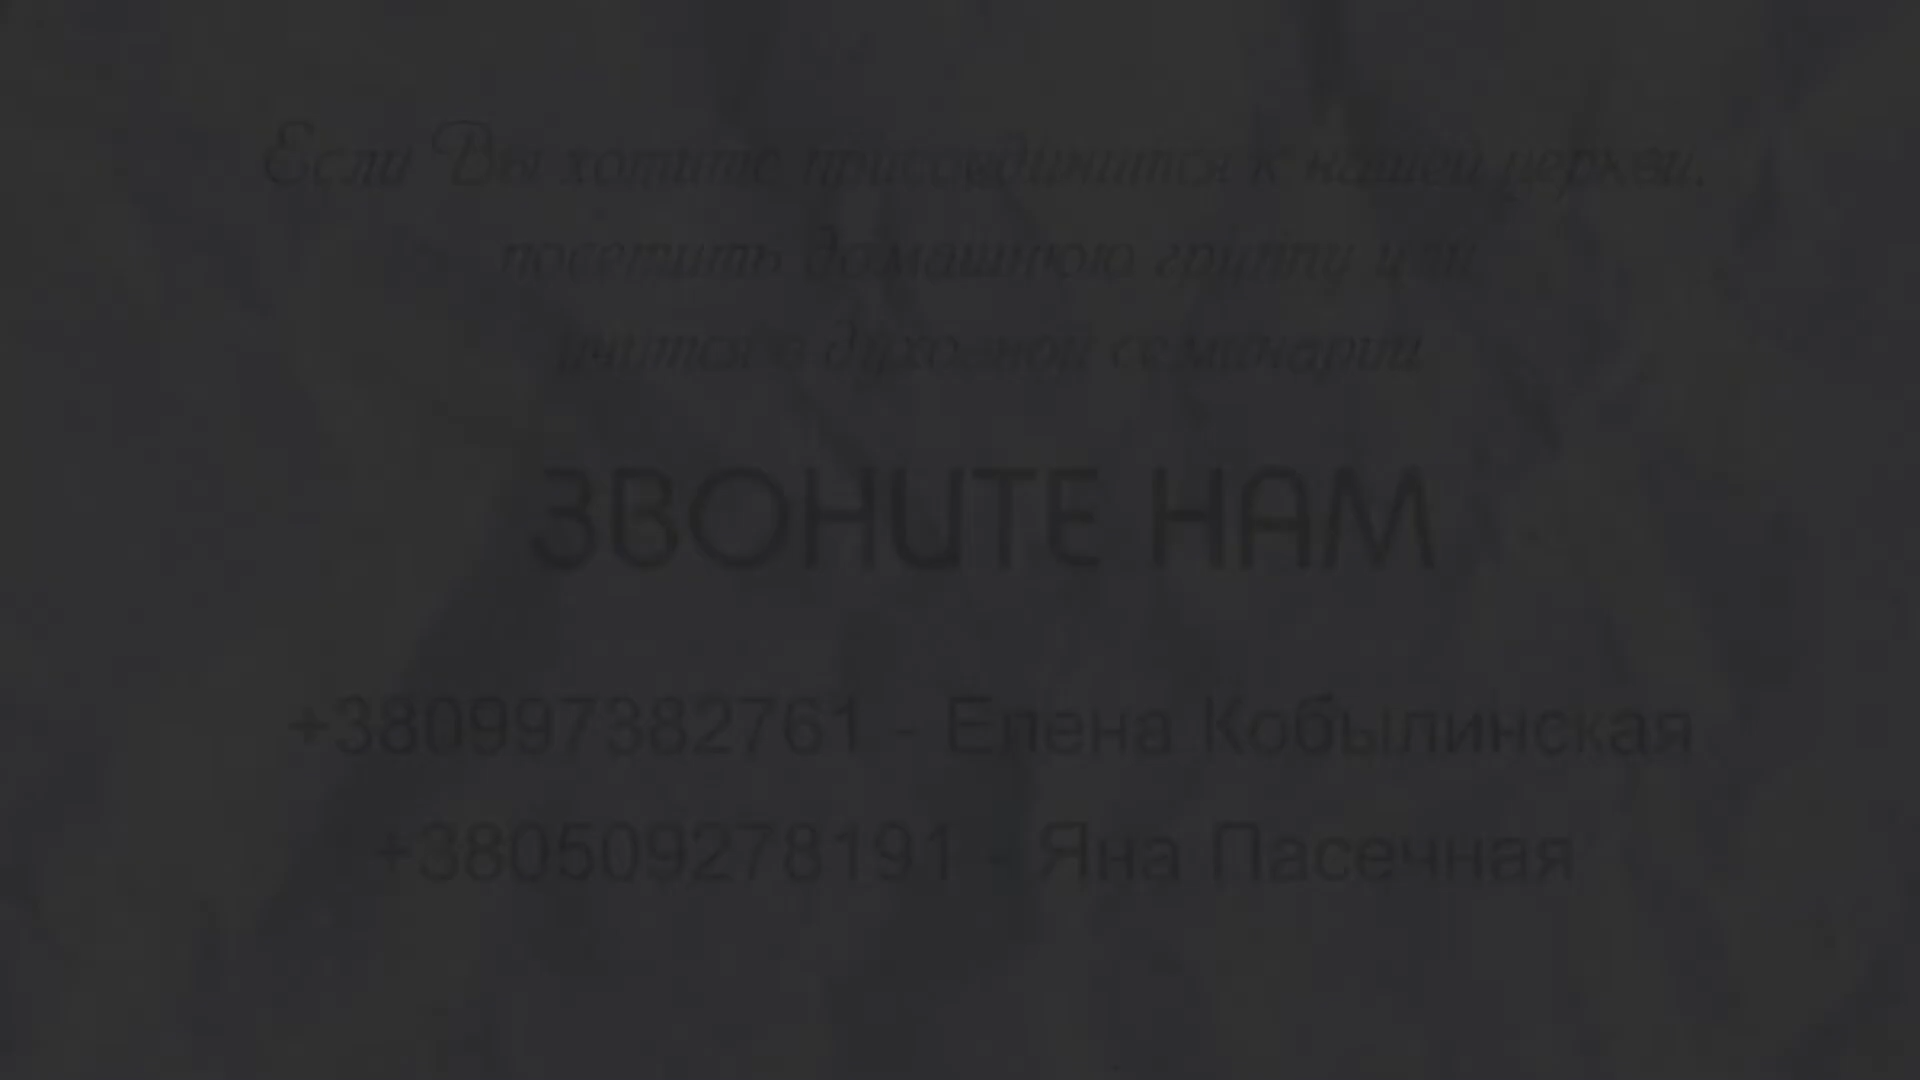 Если Вы хотите присоединится к нашей церкви,
посетить домашнюю группу или
учится в духовной семинарии
ЗВОНИТЕ НАМ
+380997382761 - Елена Кобылинская
+380509278191 - Яна Пасечная